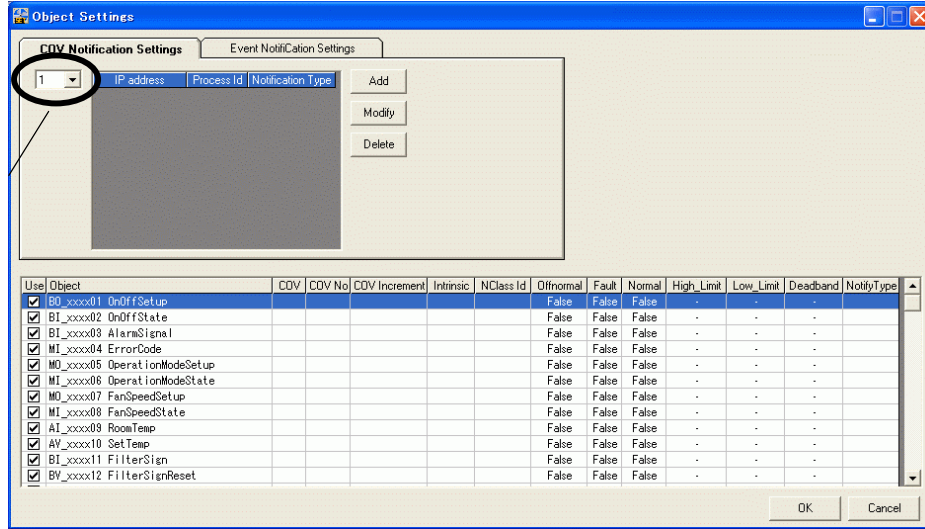 Object Settings
COV Notification Settings Event NotifiCation Settings
1 IP address Process Id Notification Type Add
Modify
Delete
Use Object COV COV No COV Increment Intrinsic NClass Id Offnormal Fault Normal High_Limit Low_Limit Deadband NotifyType
BO_xxxx01 OnOffSetup False False False - - -
BI_xxxx02 OnOffState False False False - - -
BI_xxxx03 AlarmSignal False False False - - -
MI_xxxx04 ErrorCode False False False - - -
MO_xxxx05 OperationModeSetup False False False - - -
MI_xxxx06 OperationModeState False False False - - -
MO_xxxx07 FanSpeedSetup False False False - - -
MI_xxxx08 FanSpeedState False False False - - -
AI_xxxx09 RoomTemp False False False - - -
AV_xxxx10 SetTemp False False False - - -
BI_xxxx11 FilterSign False False False - - -
BV_xxxx12 FilterSignReset False False False - - -
OK Cancel